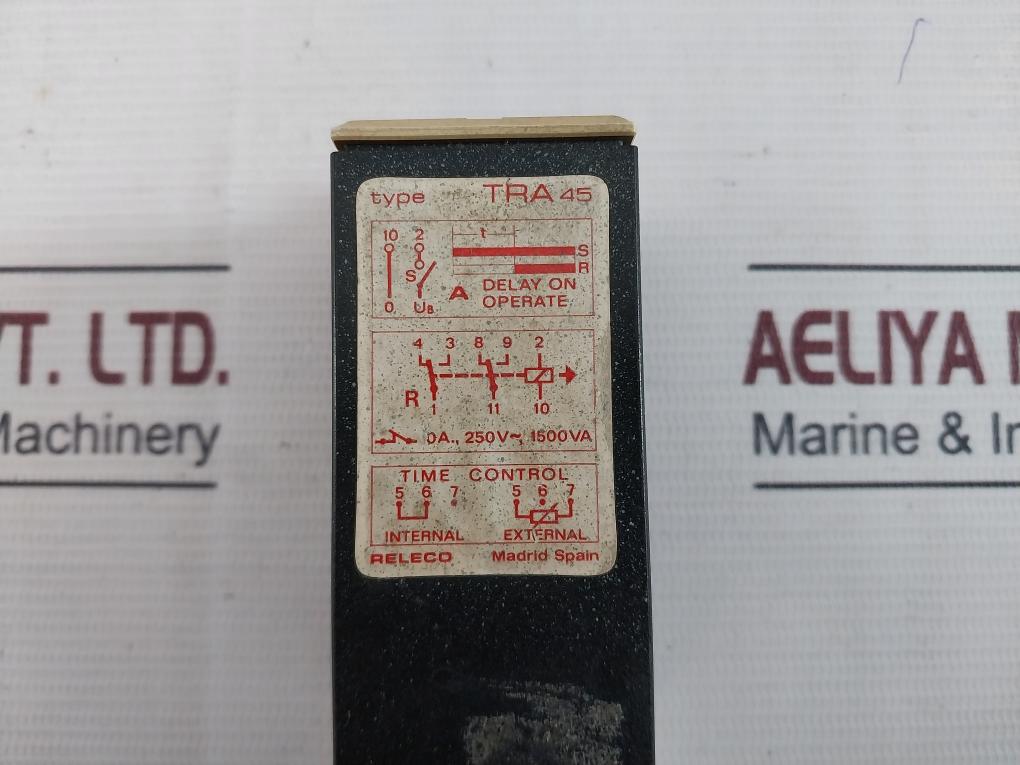 type TRA 45
10 2 t
S
S
R
A DELAY ON
OPERATE
0 UB
4 3 8 9 2
R
1 11 10
0A., 250V~, 1500VA
TIME CONTROL
5 6 7 5 6 7
INTERNAL EXTERNAL
RELECO Madrid Spain
VT. LTD.
Machinery
AELIYA M
Marine & In